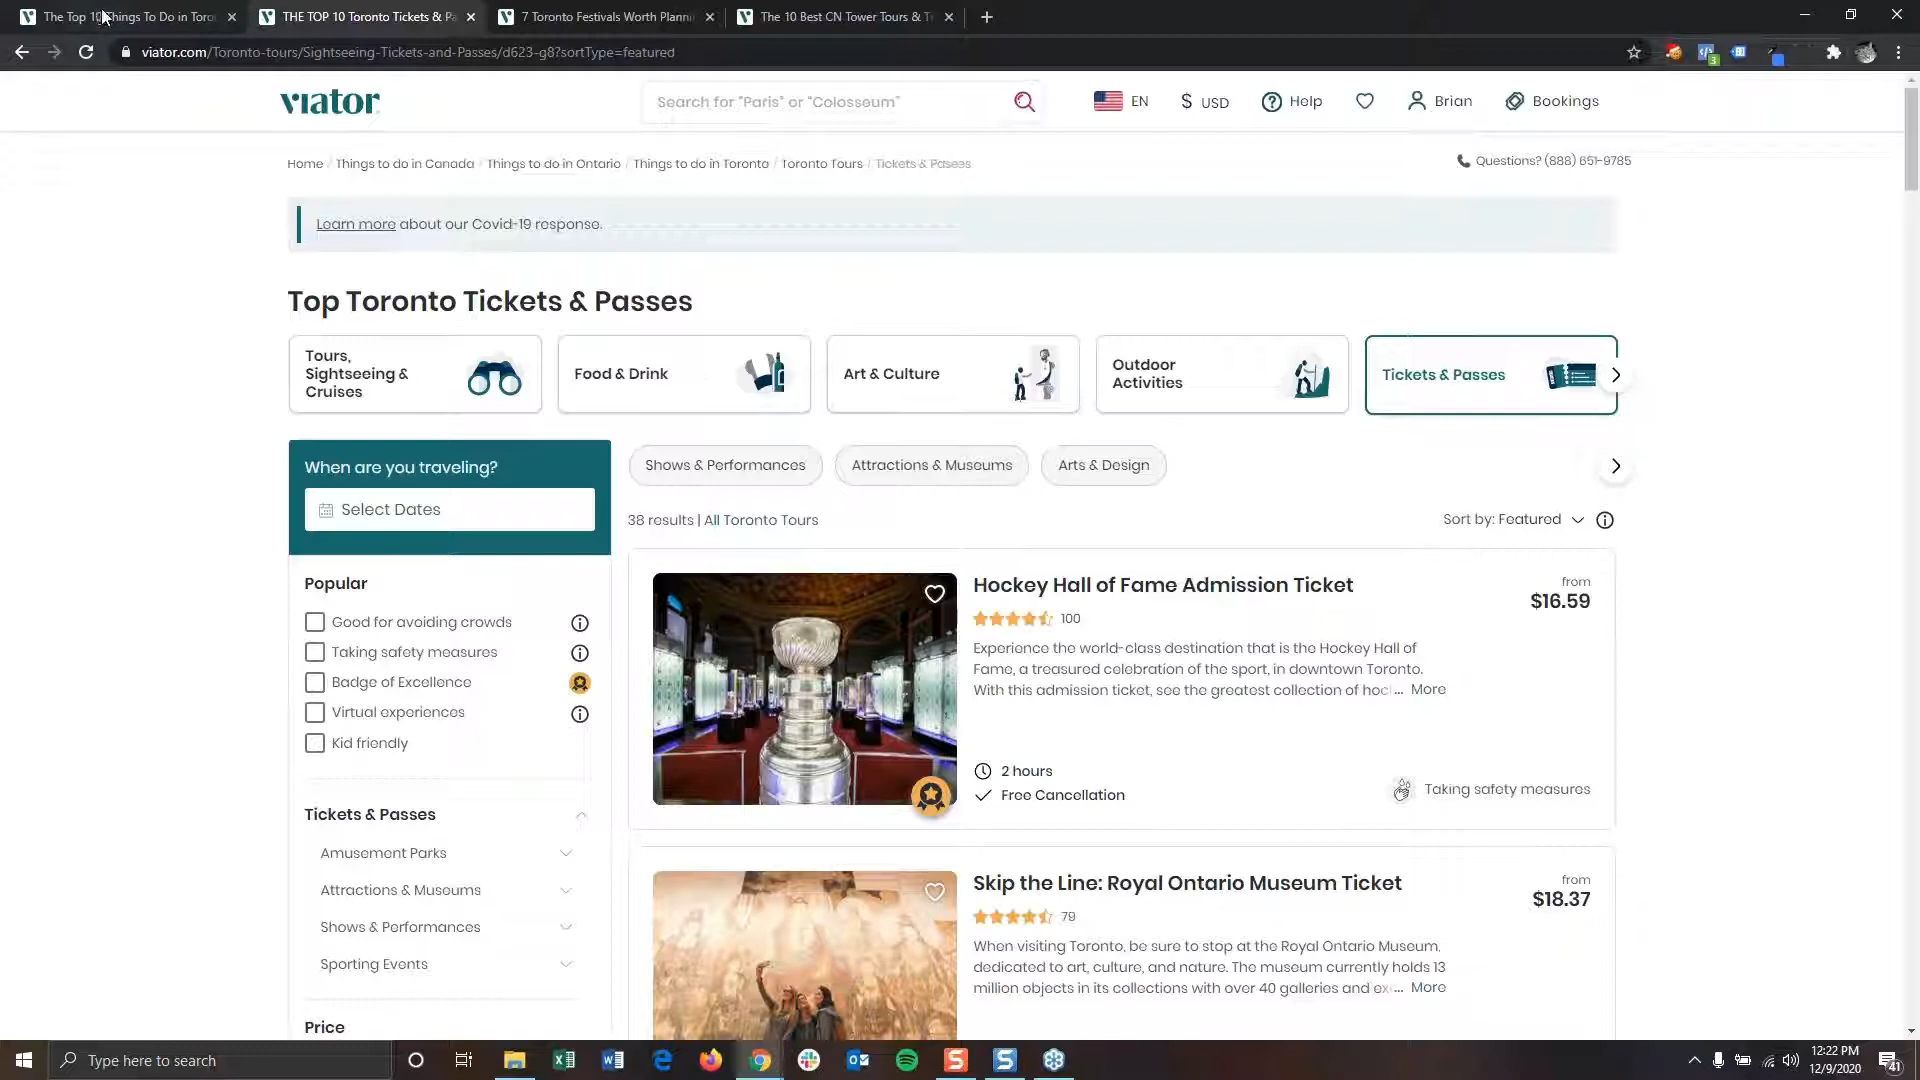 The Top 10 Things To Do in Toro
THE TOP 10 Toronto Tickets & Pa
7 Toronto Festivals Worth Planni
The 10 Best CN Tower Tours & T
viator.com/Toronto-tours/Sightseeing-Tickets-and-Passes/d623-g8?sortType=featured
3
viator
Search for "Paris" or "Colosseum"
EN
$ USD
Help
Brian
Bookings
Home / Things to do in Canada / Things to do in Ontario / Things to do in Toronto / Toronto Tours / Tickets & Passes
Questions? (888) 651-9785
Learn more about our Covid-19 response.
Top Toronto Tickets & Passes
Tours,
Sightseeing &
Cruises
Food & Drink
Art & Culture
Outdoor
Activities
Tickets & Passes
When are you traveling?
Select Dates
Shows & Performances
Attractions & Museums
Arts & Design
38 results | All Toronto Tours
Sort by: Featured
Popular
Good for avoiding crowds
Taking safety measures
Badge of Excellence
Virtual experiences
Kid friendly
Tickets & Passes
Amusement Parks
Attractions & Museums
Shows & Performances
Sporting Events
Price
Hockey Hall of Fame Admission Ticket
from
$16.59
100
Experience the world-class destination that is the Hockey Hall of
Fame, a treasured celebration of the sport, in downtown Toronto.
With this admission ticket, see the greatest collection of hoc... More
2 hours
Free Cancellation
Taking safety measures
Skip the Line: Royal Ontario Museum Ticket
from
$18.37
79
When visiting Toronto, be sure to stop at the Royal Ontario Museum,
dedicated to art, culture, and nature. The museum currently holds 13
million objects in its collections with over 40 galleries and ex... More
Type here to search
12:22 PM
12/9/2020
41